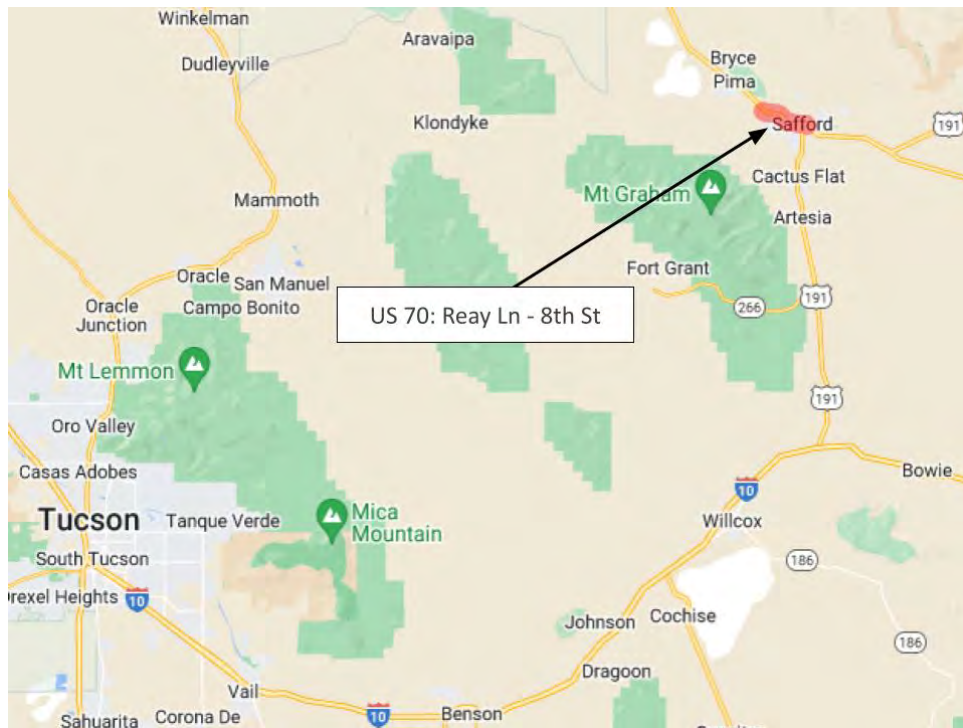 Winkelman
Aravaipa
Bryce
Dudleyville
Pima
Klondyke
Safford
191
Cactus Flat
Mt Graham
Mammoth
Artesia
Oracle
San Manuel
Fort Grant
Oracle
Junction
Campo Bonito
266
191
US 70: Reay Ln - 8th St
Mt Lemmon
191
Oro Valley
Casas Adobes
Bowie
10
Tucson
Tanque Verde
Mica
Mountain
Willcox
South Tucson
186
rexel Heights
10
Johnson
Cochise
186
Dragoon
Vail
10
Benson
Sahuarita
Corona De